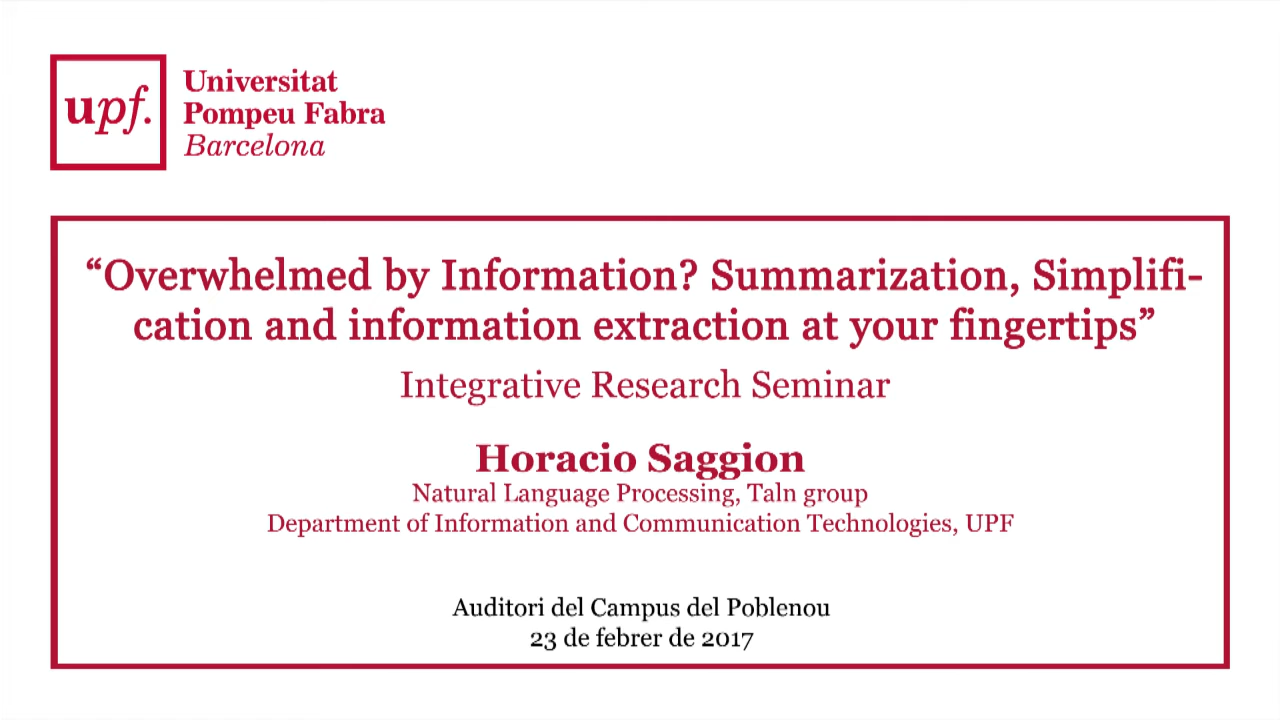 upf.
Universitat
Pompeu Fabra
Barcelona
“Overwhelmed by Information? Summarization, Simplifi-
cation and information extraction at your fingertips”
Integrative Research Seminar
Horacio Saggion
Natural Language Processing, Taln group
Department of Information and Communication Technologies, UPF
Auditori del Campus del Poblenou
23 de febrer de 2017